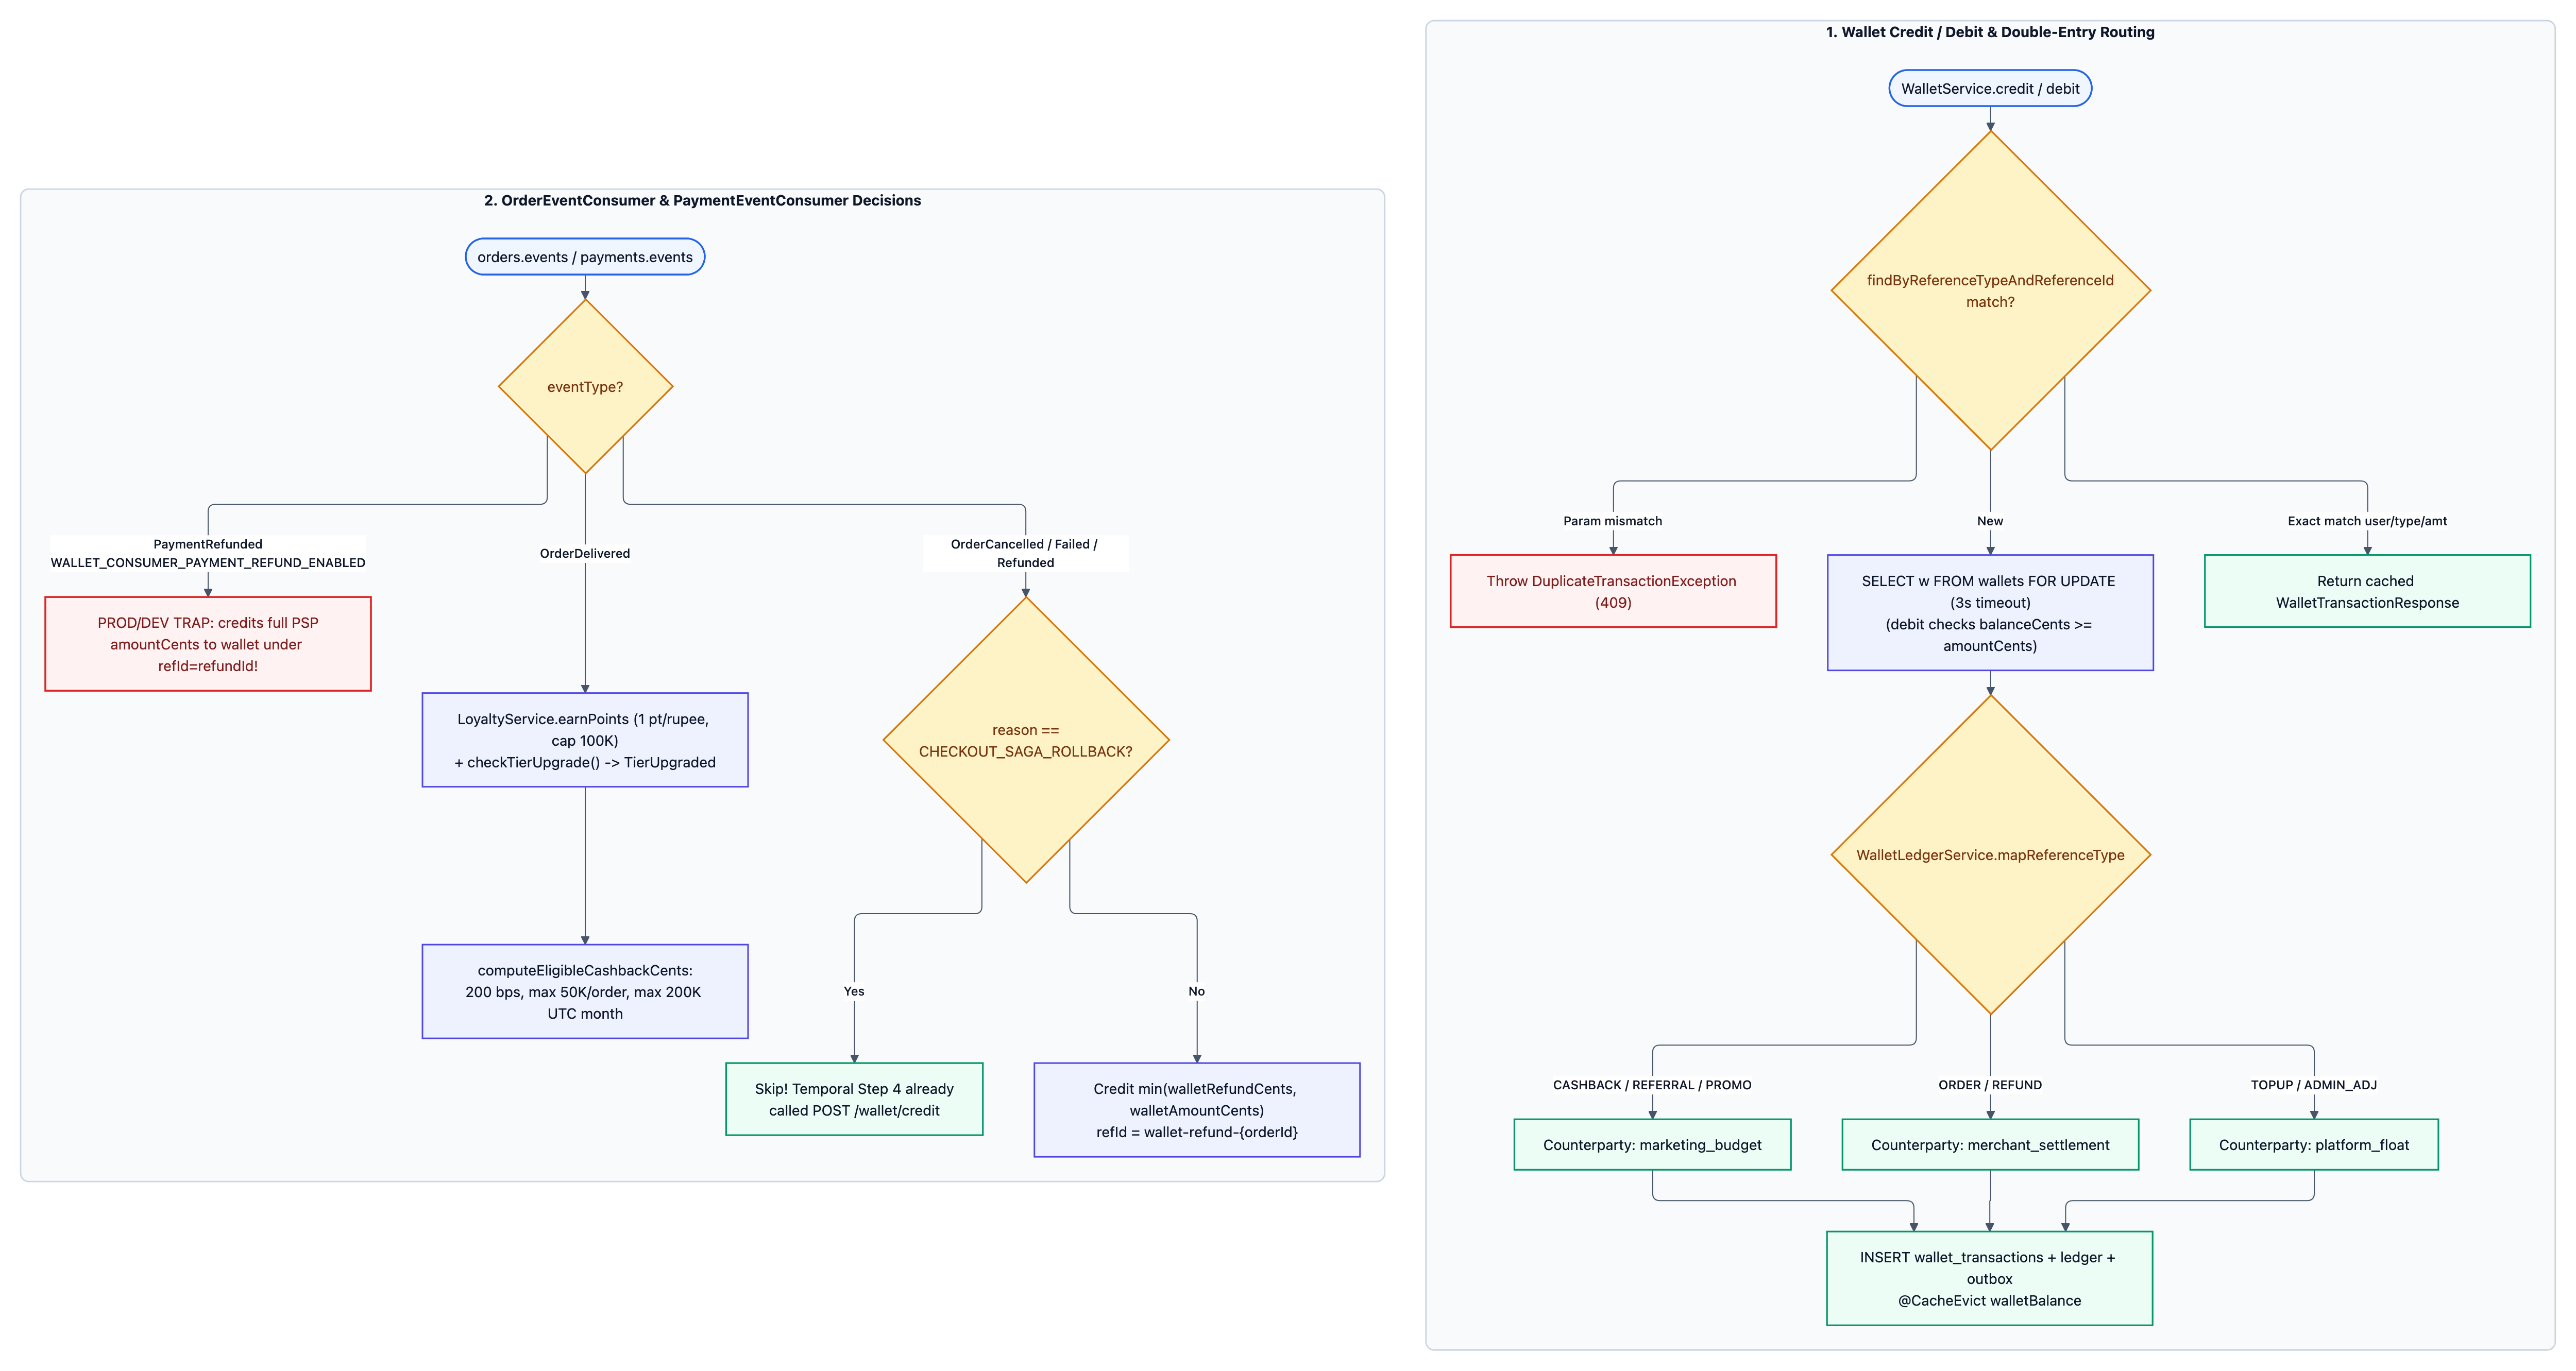 2. OrderEventConsumer & PaymentEventConsumer Decisions
orders.events / payments.events
eventType?
PaymentRefunded
WALLET_CONSUMER_PAYMENT_REFUND_ENABLED
OrderDelivered
OrderCancelled / Failed /
Refunded
PROD/DEV TRAP: credits full PSP
amountCents to wallet under
refId=refundId!
LoyaltyService.earnPoints (1 pt/rupee,
cap 100K)
+ checkTierUpgrade() -> TierUpgraded
reason ==
CHECKOUT_SAGA_ROLLBACK?
computeEligibleCashbackCents:
200 bps, max 50K/order, max 200K
UTC month
Yes
No
Skip! Temporal Step 4 already
called POST /wallet/credit
Credit min(walletRefundCents,
walletAmountCents)
refId = wallet-refund-{orderId}
1. Wallet Credit / Debit & Double-Entry Routing
WalletService.credit / debit
findByReferenceTypeAndReferenceId
match?
Param mismatch
New
Exact match user/type/amt
Throw DuplicateTransactionException
(409)
SELECT w FROM wallets FOR UPDATE
(3s timeout)
(debit checks balanceCents >=
amountCents)
Return cached
WalletTransactionResponse
WalletLedgerService.mapReferenceType
CASHBACK / REFERRAL / PROMO
ORDER / REFUND
TOPUP / ADMIN_ADJ
Counterparty: marketing_budget
Counterparty: merchant_settlement
Counterparty: platform_float
INSERT wallet_transactions + ledger +
outbox
@CacheEvict walletBalance